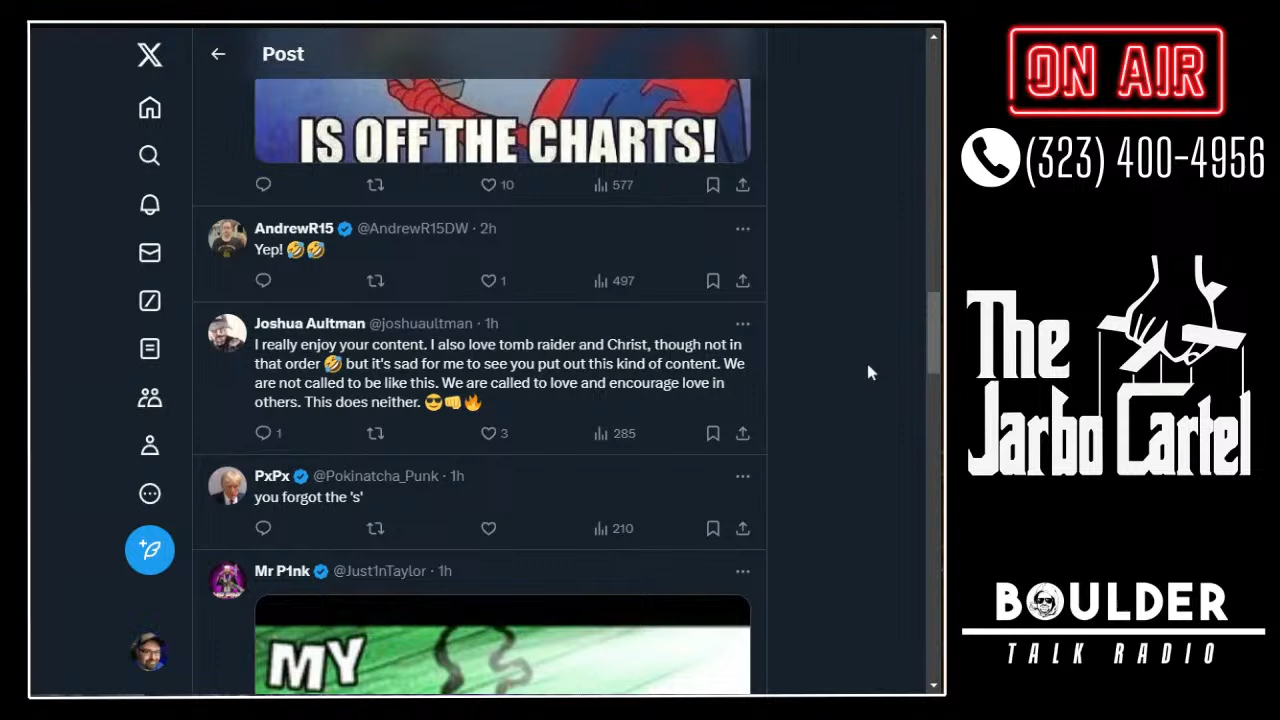 Post
IS OFF THE CHARTS!
10
577
AndrewR15 @AndrewR15DW · 2h
Yep! 🤣🤣
1
497
Joshua Aultman @joshuaultman · 1h
I really enjoy your content. I also love tomb raider and Christ, though not in
that order 🤣 but it's sad for me to see you put out this kind of content. We
are not called to be like this. We are called to love and encourage love in
others. This does neither. 😎👊🔥
1
3
285
PxPx @Pokinatcha_Punk · 1h
you forgot the 's'
210
Mr P1nk @Just1nTaylor · 1h
MY
ON AIR
(323) 400-4956
The
Jarbo Cartel
BOULDER
TALK RADIO